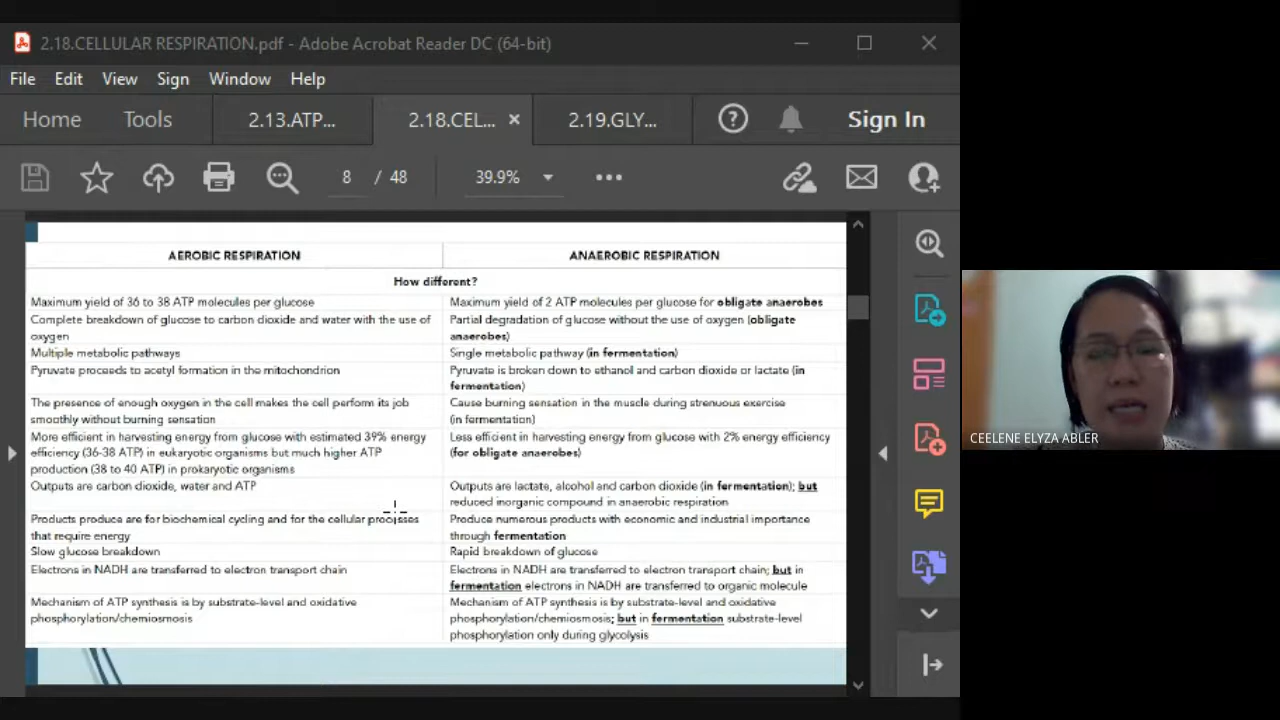 2.18.CELLULAR RESPIRATION.pdf - Adobe Acrobat Reader DC (64-bit)
File Edit View Sign Window Help
Home Tools 2.13.ATP... 2.18.CEL... 2.19.GLY... Sign In
8 / 48 39.9%
AEROBIC RESPIRATION
ANAEROBIC RESPIRATION
How different?
Maximum yield of 36 to 38 ATP molecules per glucose
Maximum yield of 2 ATP molecules per glucose for obligate anaerobes
Complete breakdown of glucose to carbon dioxide and water with the use of
oxygen
Partial degradation of glucose without the use of oxygen (obligate
anaerobes)
Multiple metabolic pathways
Single metabolic pathway (in fermentation)
Pyruvate proceeds to acetyl formation in the mitochondrion
Pyruvate is broken down to ethanol and carbon dioxide or lactate (in
fermentation)
The presence of enough oxygen in the cell makes the cell perform its job
smoothly without burning sensation
Cause burning sensation in the muscle during strenuous exercise
(in fermentation)
More efficient in harvesting energy from glucose with estimated 39% energy
efficiency (36-38 ATP) in eukaryotic organisms but much higher ATP
production (38 to 40 ATP) in prokaryotic organisms
Less efficient in harvesting energy from glucose with 2% energy efficiency
(for obligate anaerobes)
Outputs are carbon dioxide, water and ATP
Outputs are lactate, alcohol and carbon dioxide (in fermentation); but
reduced inorganic compound in anaerobic respiration
Products produce are for biochemical cycling and for the cellular processes
that require energy
Produce numerous products with economic and industrial importance
through fermentation
Slow glucose breakdown
Rapid breakdown of glucose
Electrons in NADH are transferred to electron transport chain
Electrons in NADH are transferred to electron transport chain; but in
fermentation electrons in NADH are transferred to organic molecule
Mechanism of ATP synthesis is by substrate-level and oxidative
phosphorylation/chemiosmosis
Mechanism of ATP synthesis is by substrate-level and oxidative
phosphorylation/chemiosmosis; but in fermentation substrate-level
phosphorylation only during glycolysis
CEELENE ELYZA ABLER